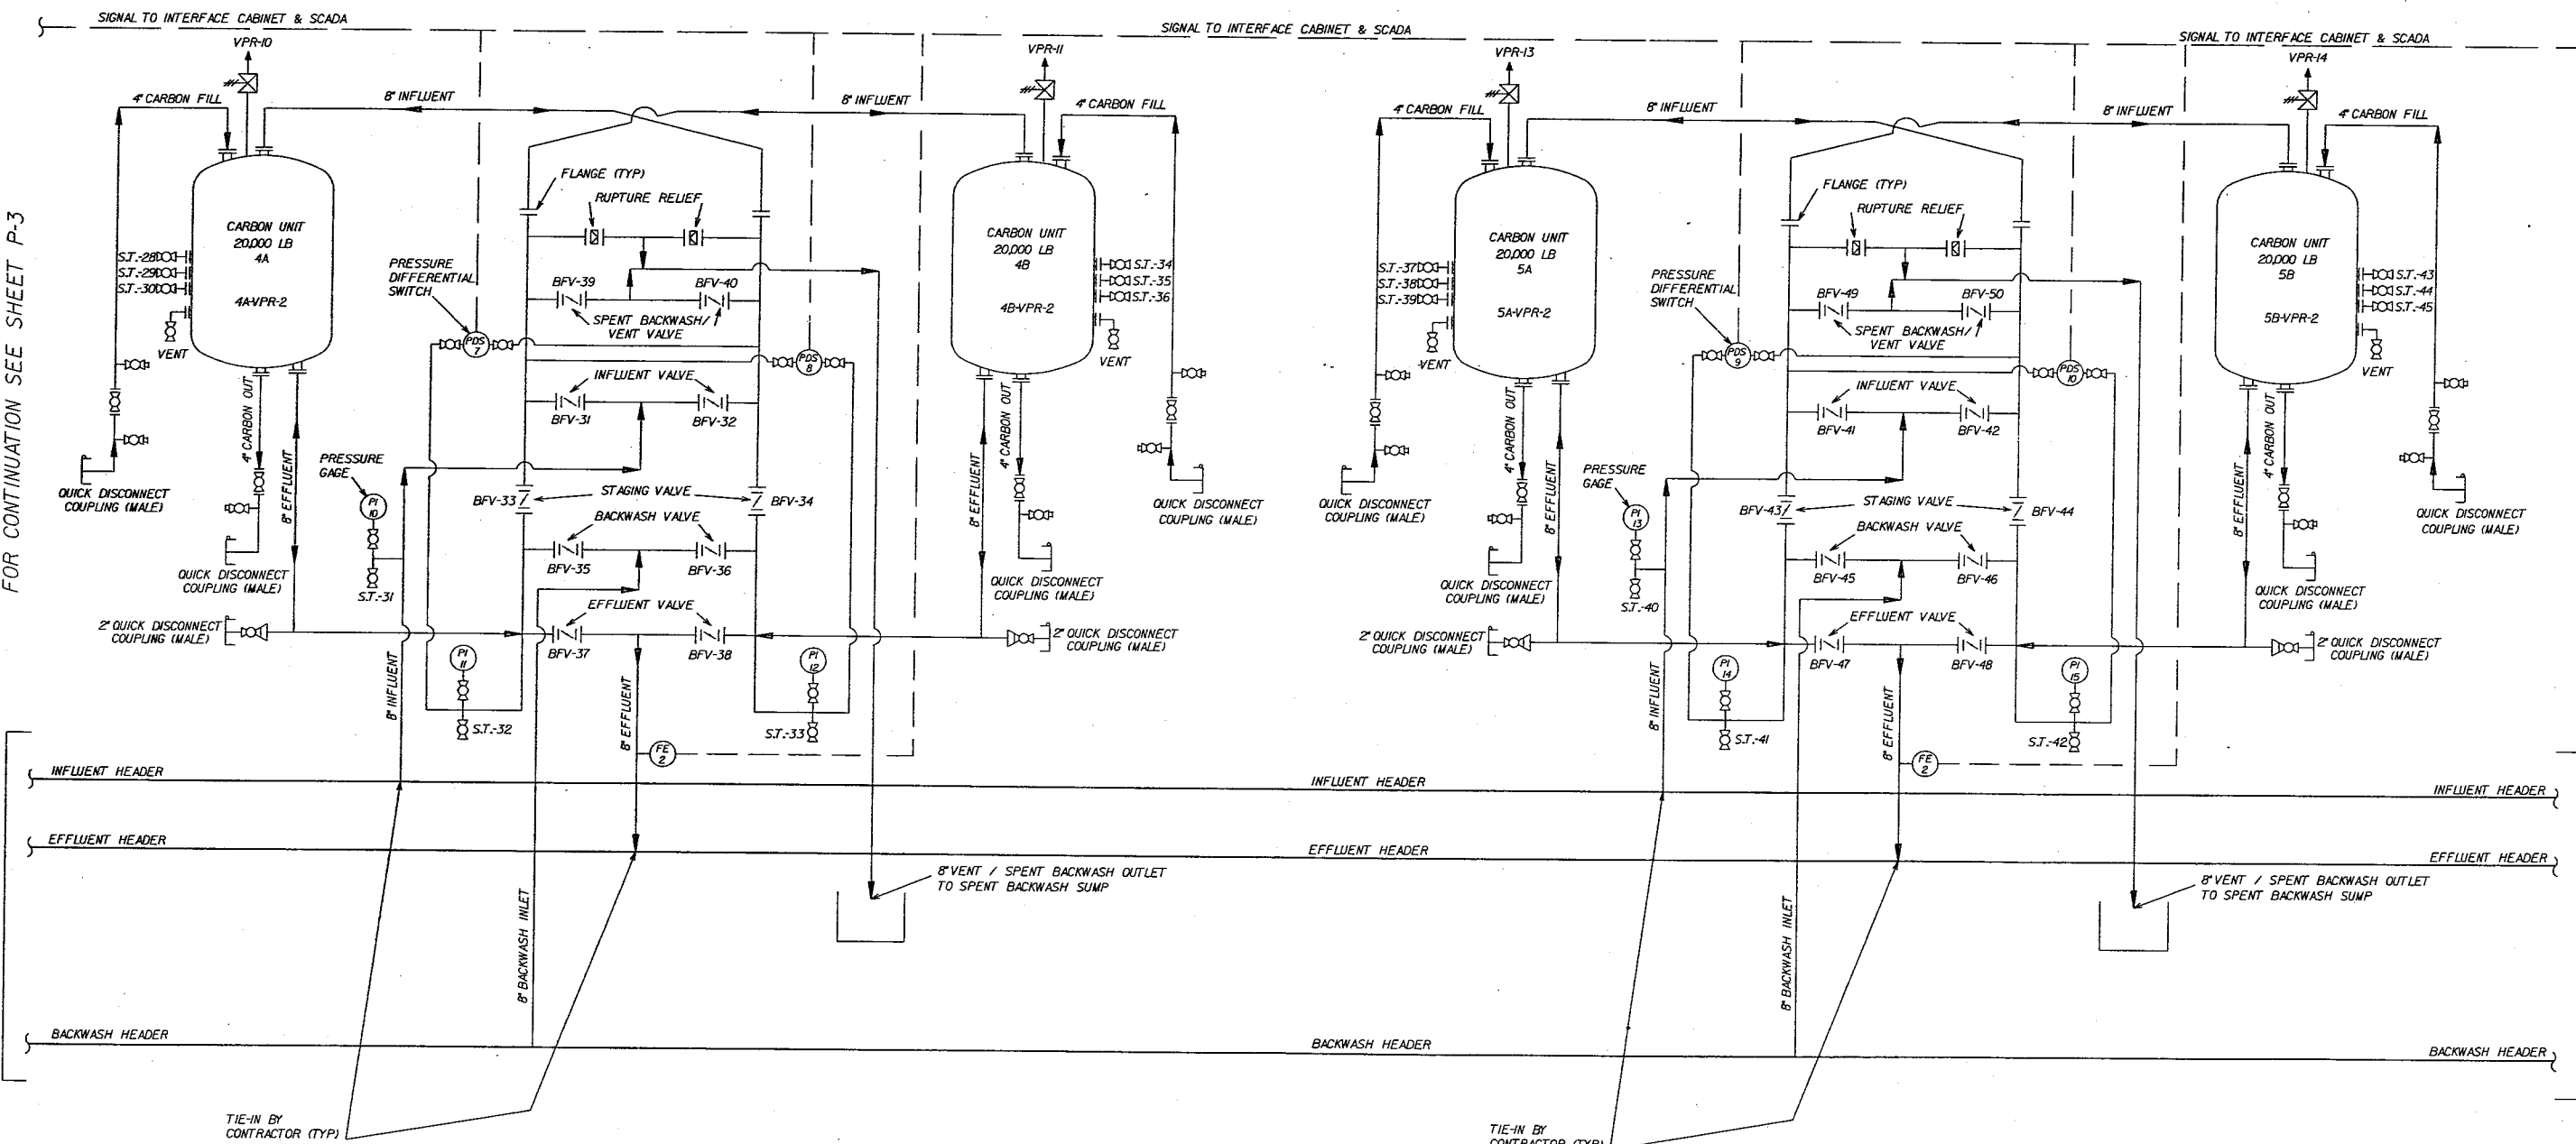 SIGNAL TO INTERFACE CABINET & SCADA
SIGNAL TO INTERFACE CABINET & SCADA
SIGNAL TO INTERFACE CABINET & SCADA
FOR CONTINUATION SEE SHEET P-3
VPR-10
4" CARBON FILL
8" INFLUENT
8" INFLUENT
VPR-11
4" CARBON FILL
FLANGE (TYP)
RUPTURE RELIEF
CARBON UNIT
20,000 LB
4A
4A-VPR-2
S.T.-28
S.T.-29
S.T.-30
VENT
PRESSURE
DIFFERENTIAL
SWITCH
BFV-39
BFV-40
SPENT BACKWASH/
VENT VALVE
PDS
7
PDS
8
CARBON UNIT
20,000 LB
4B
4B-VPR-2
S.T.-34
S.T.-35
S.T.-36
VENT
INFLUENT VALVE
BFV-31
BFV-32
4" CARBON OUT
8" EFFLUENT
PRESSURE
GAGE
PI
10
S.T.-31
QUICK DISCONNECT
COUPLING (MALE)
QUICK DISCONNECT
COUPLING (MALE)
BFV-33
STAGING VALVE
BFV-34
BACKWASH VALVE
BFV-35
BFV-36
EFFLUENT VALVE
BFV-37
BFV-38
8" EFFLUENT
4" CARBON OUT
QUICK DISCONNECT
COUPLING (MALE)
QUICK DISCONNECT
COUPLING (MALE)
2" QUICK DISCONNECT
COUPLING (MALE)
2" QUICK DISCONNECT
COUPLING (MALE)
8" INFLUENT
PI
11
S.T.-32
8" EFFLUENT
PI
12
S.T.-33
FE
2
8" BACKWASH INLET
8" VENT / SPENT BACKWASH OUTLET
TO SPENT BACKWASH SUMP
TIE-IN BY
CONTRACTOR (TYP)
VPR-13
4" CARBON FILL
8" INFLUENT
8" INFLUENT
VPR-14
4" CARBON FILL
FLANGE (TYP)
RUPTURE RELIEF
CARBON UNIT
20,000 LB
5A
5A-VPR-2
S.T.-37
S.T.-38
S.T.-39
VENT
PRESSURE
DIFFERENTIAL
SWITCH
BFV-49
BFV-50
SPENT BACKWASH/
VENT VALVE
PDS
9
PDS
10
CARBON UNIT
20,000 LB
5B
5B-VPR-2
S.T.-43
S.T.-44
S.T.-45
VENT
INFLUENT VALVE
BFV-41
BFV-42
4" CARBON OUT
8" EFFLUENT
PRESSURE
GAGE
PI
13
S.T.-40
QUICK DISCONNECT
COUPLING (MALE)
QUICK DISCONNECT
COUPLING (MALE)
BFV-43
STAGING VALVE
BFV-44
BACKWASH VALVE
BFV-45
BFV-46
EFFLUENT VALVE
BFV-47
BFV-48
8" EFFLUENT
4" CARBON OUT
QUICK DISCONNECT
COUPLING (MALE)
QUICK DISCONNECT
COUPLING (MALE)
2" QUICK DISCONNECT
COUPLING (MALE)
2" QUICK DISCONNECT
COUPLING (MALE)
8" INFLUENT
PI
14
S.T.-41
8" EFFLUENT
PI
15
S.T.-42
FE
2
8" BACKWASH INLET
8" VENT / SPENT BACKWASH OUTLET
TO SPENT BACKWASH SUMP
INFLUENT HEADER
INFLUENT HEADER
INFLUENT HEADER
EFFLUENT HEADER
EFFLUENT HEADER
EFFLUENT HEADER
BACKWASH HEADER
BACKWASH HEADER
BACKWASH HEADER
TIE-IN BY
CONTRACTOR (TYP)